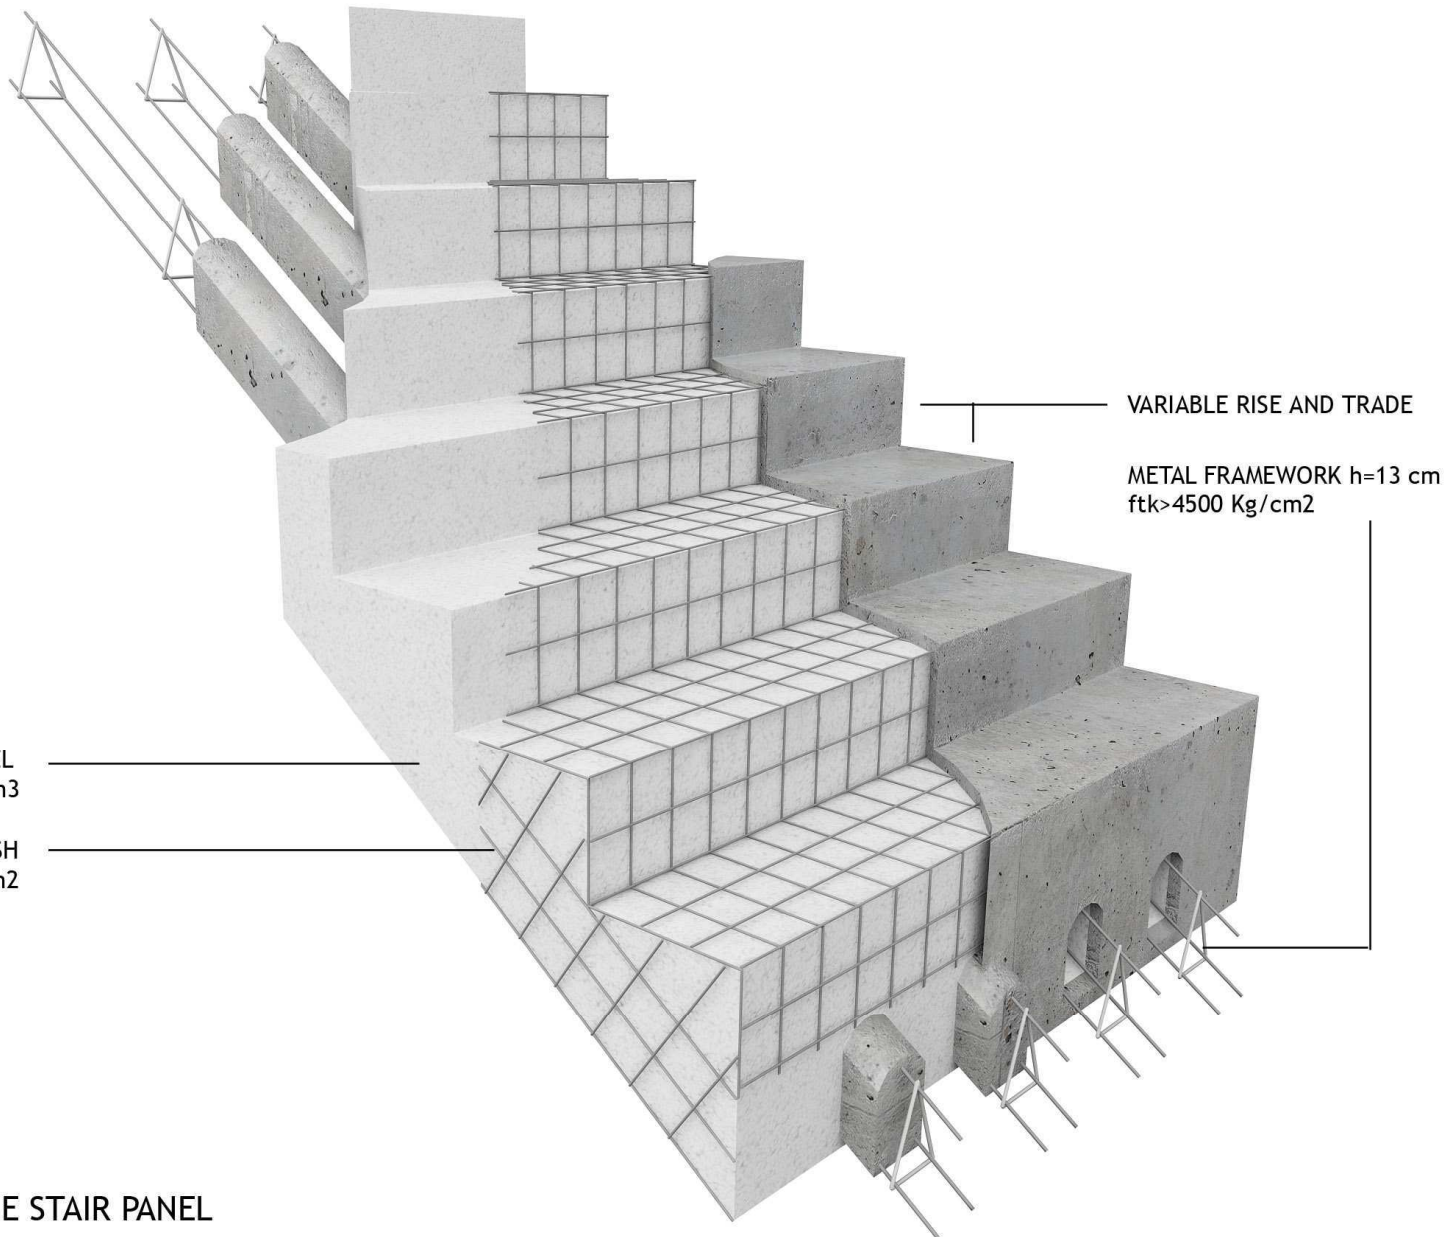 VARIABLE RISE AND TRADE
METAL FRAMEWORK h=13 cm
ftk>4500 Kg/cm2
E STAIR PANEL